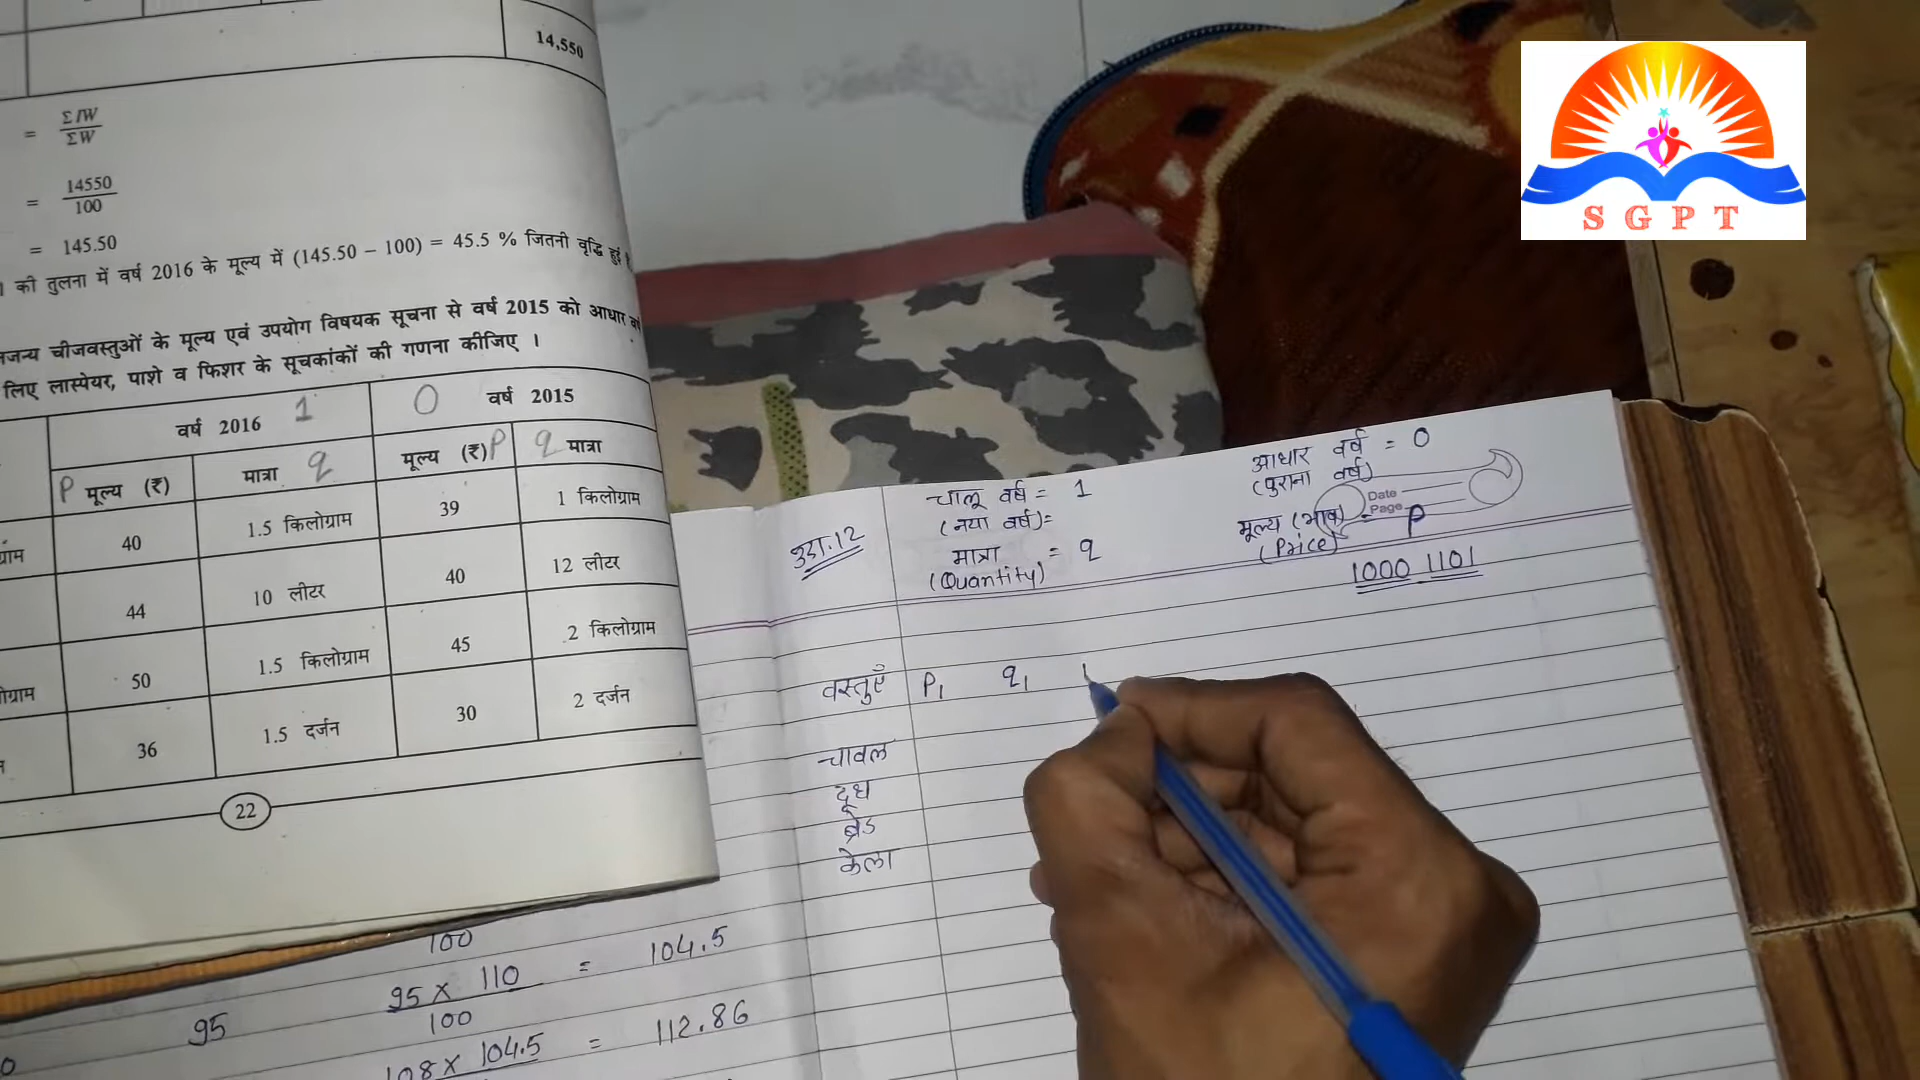 14,550
= ΣIW / ΣW
= 14550 / 100
= 145.50
की तुलना में वर्ष 2016 के मूल्य में (145.50 – 100) = 45.5 % जितनी वृद्धि हुई
चीजवस्तुओं के मूल्य एवं उपयोग विषयक सूचना से वर्ष 2015 को आधार वर्ष
लिए लास्पेयर, पाशे व फिशर के सूचकांकों की गणना कीजिए ।
वर्ष 2016 1 0 वर्ष 2015
P मूल्य (₹) मात्रा q मूल्य (₹) P q मात्रा
ग्राम 40 1.5 किलोग्राम 39 1 किलोग्राम
44 10 लीटर 40 12 लीटर
ग्राम 50 1.5 किलोग्राम 45 2 किलोग्राम
36 1.5 दर्जन 30 2 दर्जन
22
100
95 95 x 110 / 100 = 104.5
108 x 104.5 = 112.86
उदा.12
चालू वर्ष = 1
(नया वर्ष)=
मात्रा = q
(Quantity)
आधार वर्ष = 0
(पुराना वर्ष)
Date
Page
मूल्य (भाव) = P
(Price)
1000 1101
वस्तुएँ P1 q1
चावल
दूध
ब्रेड
केला
S G P T